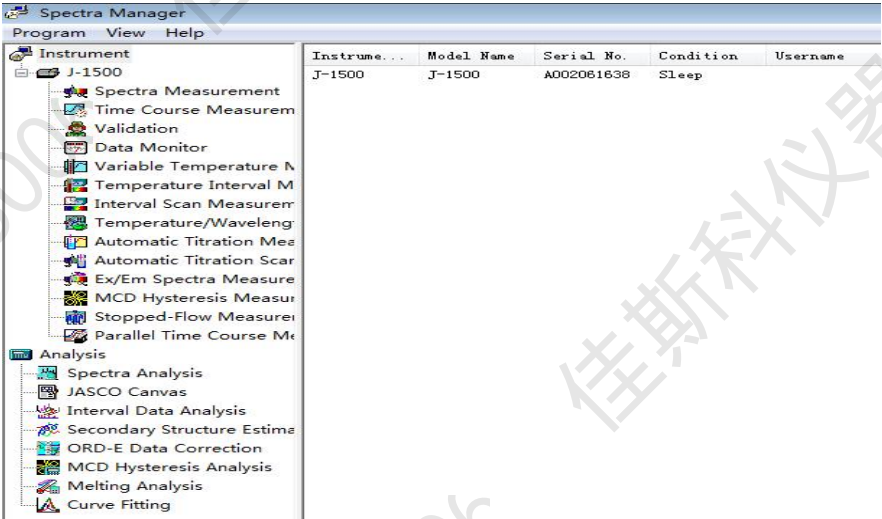 Spectra Manager
Program View Help
Instrument
J-1500
Spectra Measurement
Time Course Measurem
Validation
Data Monitor
Variable Temperature M
Temperature Interval M
Interval Scan Measurem
Temperature/Waveleng
Automatic Titration Mea
Automatic Titration Scan
Ex/Em Spectra Measure
MCD Hysteresis Measur
Stopped-Flow Measure
Parallel Time Course Me
Analysis
Spectra Analysis
JASCO Canvas
Interval Data Analysis
Secondary Structure Estima
ORD-E Data Correction
MCD Hysteresis Analysis
Melting Analysis
Curve Fitting
Instrume... Model Name Serial No. Condition Username
J-1500 J-1500 A002061638 Sleep
佳斯科仪器